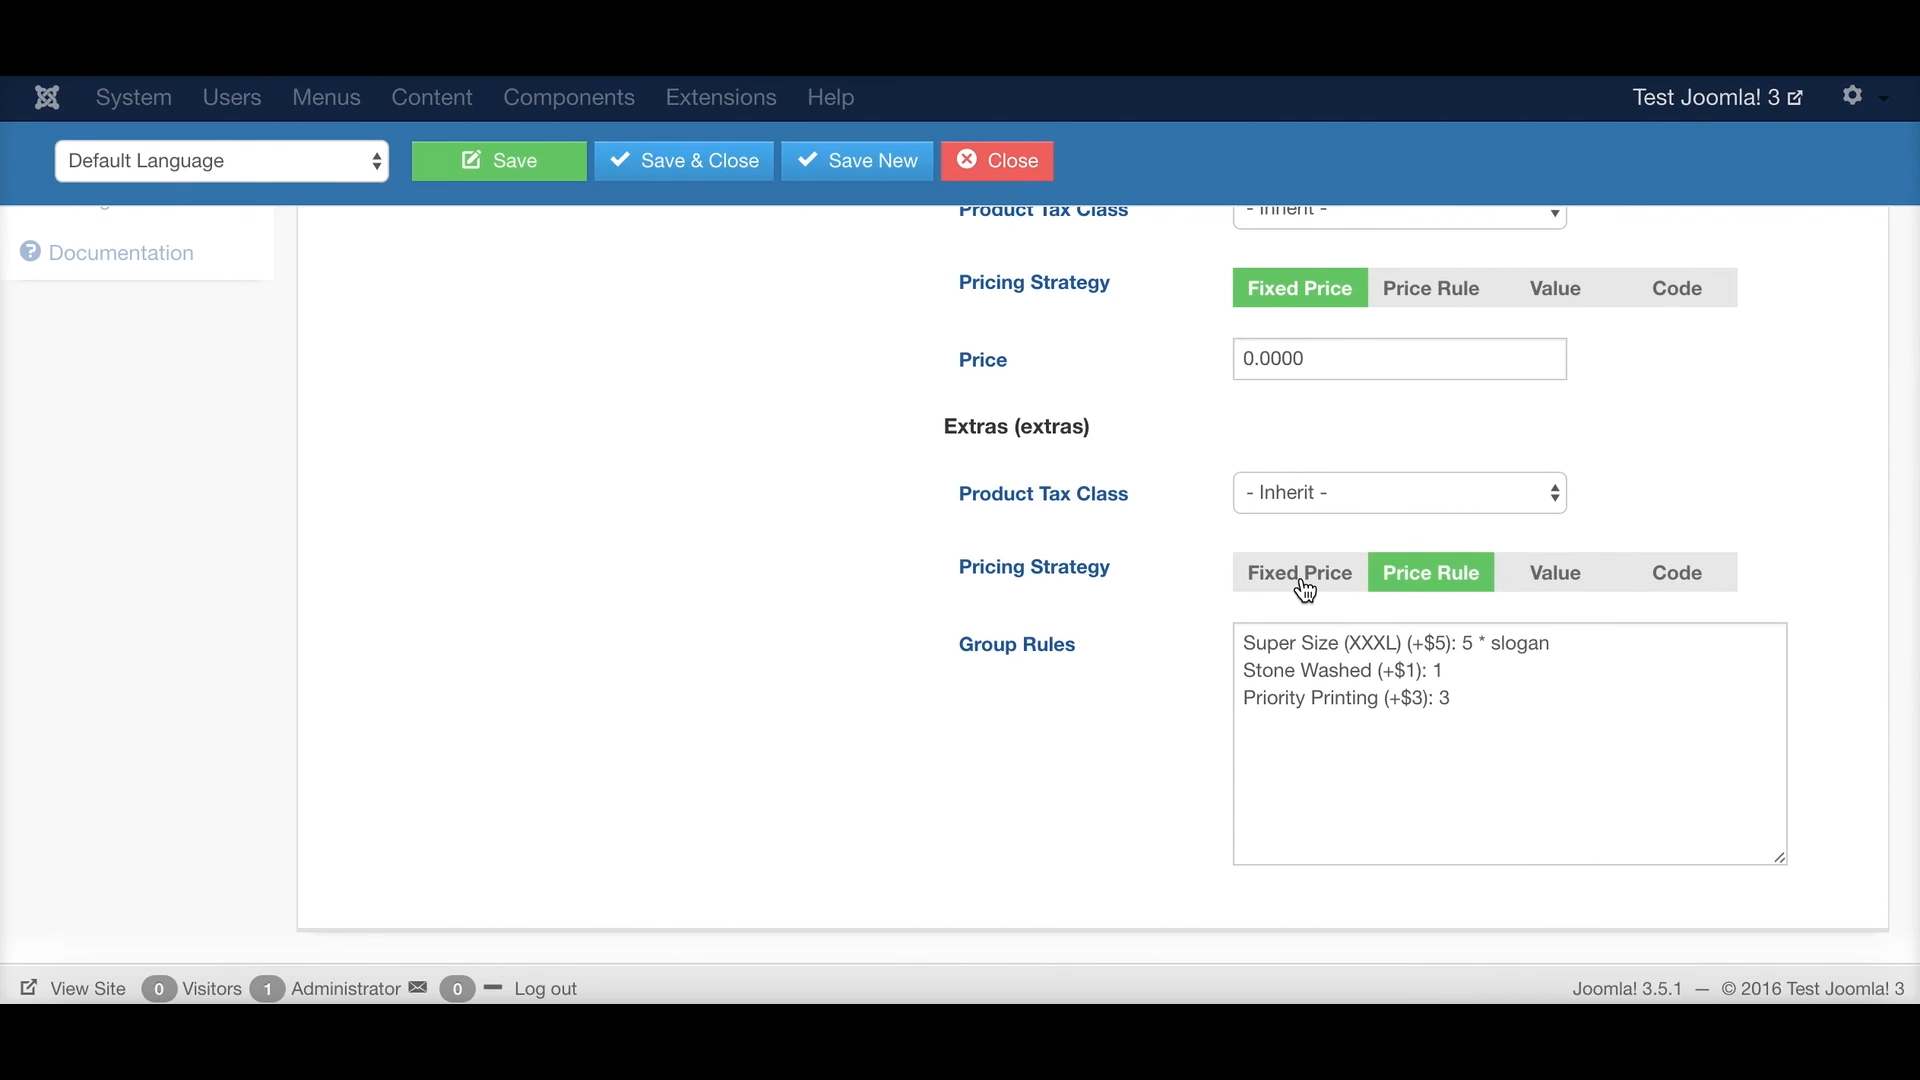 System Users Menus Content Components Extensions Help Test Joomla! 3
Default Language Save Save & Close Save New Close
Product Tax Class - Inherit -
Documentation
Pricing Strategy Fixed Price Price Rule Value Code
Price 0.0000
Extras (extras)
Product Tax Class - Inherit -
Pricing Strategy Fixed Price Price Rule Value Code
Group Rules Super Size (XXXL) (+$5): 5 * slogan
Stone Washed (+$1): 1
Priority Printing (+$3): 3
View Site 0 Visitors 1 Administrator 0 Log out Joomla! 3.5.1 — © 2016 Test Joomla! 3